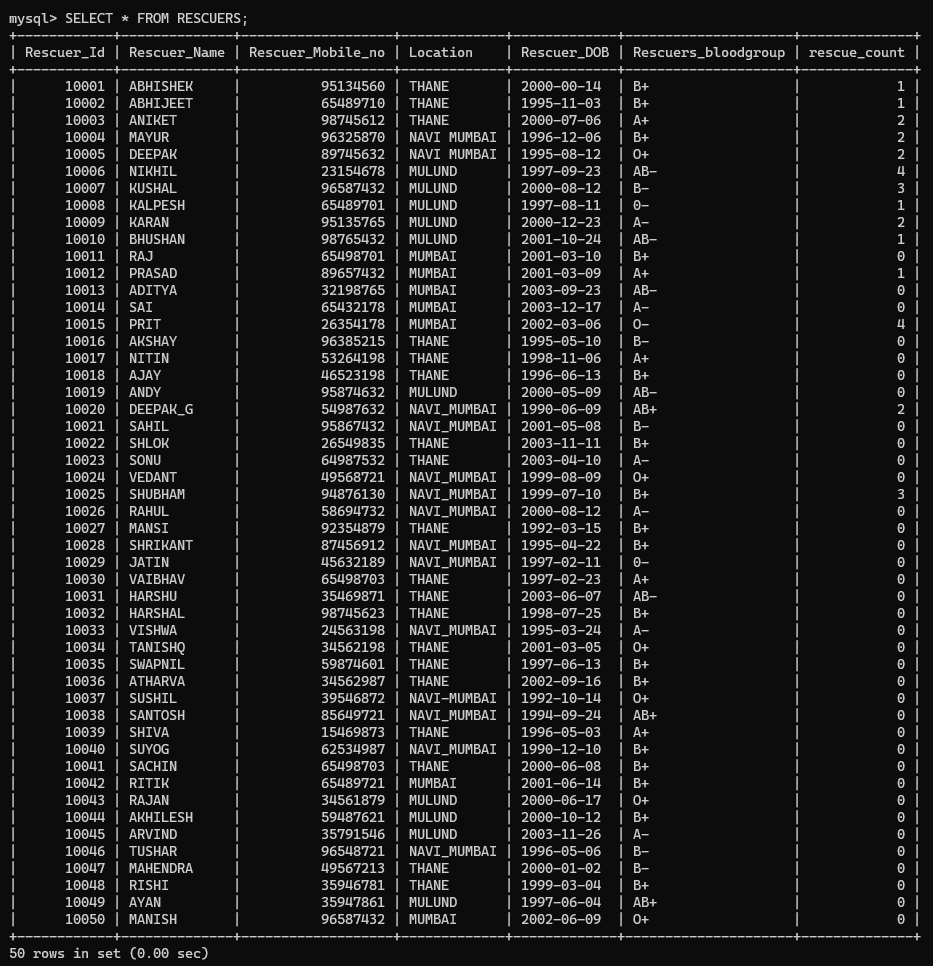 mysql> SELECT * FROM RESCUERS;
+------------+--------------+-------------------+-------------+-------------+---------------------+--------------+
| Rescuer_Id | Rescuer_Name | Rescuer_Mobile_no | Location    | Rescuer_DOB | Rescuers_bloodgroup | rescue_count |
+------------+--------------+-------------------+-------------+-------------+---------------------+--------------+
|      10001 | ABHISHEK     |          95134560 | THANE       | 2000-00-14  | B+                  |            1 |
|      10002 | ABHIJEET     |          65489710 | THANE       | 1995-11-03  | B+                  |            1 |
|      10003 | ANIKET       |          98745612 | THANE       | 2000-07-06  | A+                  |            2 |
|      10004 | MAYUR        |          96325870 | NAVI MUMBAI | 1996-12-06  | B+                  |            2 |
|      10005 | DEEPAK       |          89745632 | NAVI MUMBAI | 1995-08-12  | O+                  |            2 |
|      10006 | NIKHIL       |          23154678 | MULUND      | 1997-09-23  | AB-                 |            4 |
|      10007 | KUSHAL       |          96587432 | MULUND      | 2000-08-12  | B-                  |            3 |
|      10008 | KALPESH      |          65489701 | MULUND      | 1997-08-11  | 0-                  |            1 |
|      10009 | KARAN        |          95135765 | MULUND      | 2000-12-23  | A-                  |            2 |
|      10010 | BHUSHAN      |          98765432 | MULUND      | 2001-10-24  | AB-                 |            1 |
|      10011 | RAJ          |          65498701 | MUMBAI      | 2001-03-10  | B+                  |            0 |
|      10012 | PRASAD       |          89657432 | MUMBAI      | 2001-03-09  | A+                  |            1 |
|      10013 | ADITYA       |          32198765 | MUMBAI      | 2003-09-23  | AB-                 |            0 |
|      10014 | SAI          |          65432178 | MUMBAI      | 2003-12-17  | A-                  |            0 |
|      10015 | PRIT         |          26354178 | MUMBAI      | 2002-03-06  | O-                  |            4 |
|      10016 | AKSHAY       |          96385215 | THANE       | 1995-05-10  | B-                  |            0 |
|      10017 | NITIN        |          53264198 | THANE       | 1998-11-06  | A+                  |            0 |
|      10018 | AJAY         |          46523198 | THANE       | 1996-06-13  | B+                  |            0 |
|      10019 | ANDY         |          95874632 | MULUND      | 2000-05-09  | AB-                 |            0 |
|      10020 | DEEPAK_G     |          54987632 | NAVI_MUMBAI | 1990-06-09  | AB+                 |            2 |
|      10021 | SAHIL        |          95867432 | NAVI_MUMBAI | 2001-05-08  | B-                  |            0 |
|      10022 | SHLOK        |          26549835 | THANE       | 2003-11-11  | B+                  |            0 |
|      10023 | SONU         |          64987532 | THANE       | 2003-04-10  | A-                  |            0 |
|      10024 | VEDANT       |          49568721 | NAVI_MUMBAI | 1999-08-09  | O+                  |            0 |
|      10025 | SHUBHAM      |          94876130 | NAVI_MUMBAI | 1999-07-10  | B+                  |            3 |
|      10026 | RAHUL        |          58694732 | NAVI_MUMBAI | 2000-08-12  | A-                  |            0 |
|      10027 | MANSI        |          92354879 | THANE       | 1992-03-15  | B+                  |            0 |
|      10028 | SHRIKANT     |          87456912 | NAVI_MUMBAI | 1995-04-22  | B+                  |            0 |
|      10029 | JATIN        |          45632189 | NAVI_MUMBAI | 1997-02-11  | 0-                  |            0 |
|      10030 | VAIBHAV      |          65498703 | THANE       | 1997-02-23  | A+                  |            0 |
|      10031 | HARSHU       |          35469871 | THANE       | 2003-06-07  | AB-                 |            0 |
|      10032 | HARSHAL      |          98745623 | THANE       | 1998-07-25  | B+                  |            0 |
|      10033 | VISHWA       |          24563198 | NAVI_MUMBAI | 1995-03-24  | A-                  |            0 |
|      10034 | TANISHQ      |          34562198 | THANE       | 2001-03-05  | O+                  |            0 |
|      10035 | SWAPNIL      |          59874601 | THANE       | 1997-06-13  | B+                  |            0 |
|      10036 | ATHARVA      |          34562987 | THANE       | 2002-09-16  | B+                  |            0 |
|      10037 | SUSHIL       |          39546872 | NAVI-MUMBAI | 1992-10-14  | O+                  |            0 |
|      10038 | SANTOSH      |          85649721 | NAVI_MUMBAI | 1994-09-24  | AB+                 |            0 |
|      10039 | SHIVA        |          15469873 | THANE       | 1996-05-03  | A+                  |            0 |
|      10040 | SUYOG        |          62534987 | NAVI_MUMBAI | 1990-12-10  | B+                  |            0 |
|      10041 | SACHIN       |          65498703 | THANE       | 2000-06-08  | B+                  |            0 |
|      10042 | RITIK        |          65489721 | MUMBAI      | 2001-06-14  | B+                  |            0 |
|      10043 | RAJAN        |          34561879 | MULUND      | 2000-06-17  | O+                  |            0 |
|      10044 | AKHILESH     |          59487621 | MULUND      | 2000-10-12  | B+                  |            0 |
|      10045 | ARVIND       |          35791546 | MULUND      | 2003-11-26  | A-                  |            0 |
|      10046 | TUSHAR       |          96548721 | NAVI_MUMBAI | 1996-05-06  | B-                  |            0 |
|      10047 | MAHENDRA     |          49567213 | THANE       | 2000-01-02  | B-                  |            0 |
|      10048 | RISHI        |          35946781 | THANE       | 1999-03-04  | B+                  |            0 |
|      10049 | AYAN         |          35947861 | MULUND      | 1997-06-04  | AB+                 |            0 |
|      10050 | MANISH       |          96587432 | MUMBAI      | 2002-06-09  | O+                  |            0 |
+------------+--------------+-------------------+-------------+-------------+---------------------+--------------+
50 rows in set (0.00 sec)